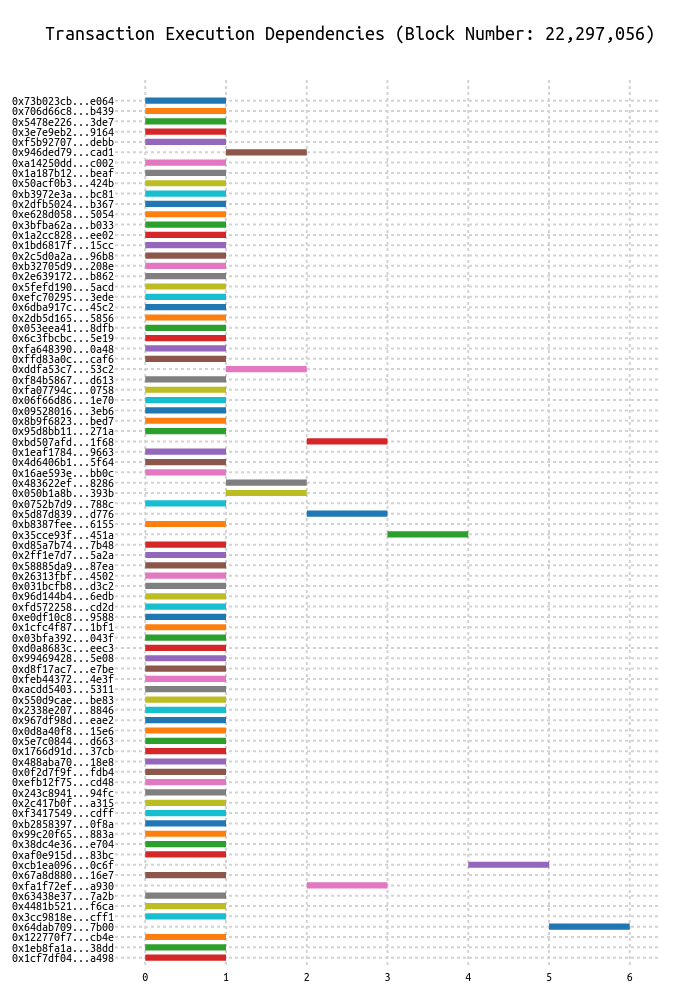 Transaction Execution Dependencies (Block Number: 22,297,056)
0x73b023cb...e064
0x706d66c8...b439
0x5478e226...3de7
0x3e7e9eb2...9164
0xf5b92707...debb
0x946ded79...cad1
0xa14250dd...c002
0x1a187b12...beaf
0x50acf0b3...424b
0xb3972e3a...bc81
0x2dfb5024...b367
0xe628d058...5054
0x3bfba62a...b033
0x1a2cc828...ee02
0x1bd6817f...15cc
0x2c5d0a2a...96b8
0xb32705d9...208e
0x2e639172...b862
0x5fefd190...5acd
0xefc70295...3ede
0x6dba917c...45c2
0x2db5d165...5856
0x053eea41...8dfb
0x6c3fbcbc...5e19
0xfa648390...0a48
0xffd83a0c...caf6
0xddfa53c7...53c2
0xf84b5867...d613
0xfa07794c...0758
0x06f66d86...1e70
0x09528016...3eb6
0x8b9f6823...bed7
0x95d8bb11...271a
0xbd507afd...1f68
0x1eaf1784...9663
0x4d6406b1...5f64
0x16ae593e...bb0c
0x483622ef...8286
0x050b1a8b...393b
0x0752b7d9...788c
0x5d87d839...d776
0xb8387fee...6155
0x35cce93f...451a
0xd85a7b74...7b48
0x2ff1e7d7...5a2a
0x58885da9...87ea
0x26313fbf...4502
0x031bcfb8...d3c2
0x96d144b4...6edb
0xfd572258...cd2d
0xe0df10c8...9588
0x1cfc4f87...1bf1
0x03bfa392...043f
0xd0a8683c...eec3
0x99469428...5e08
0xd8f17ac7...e7be
0xfeb44372...4e3f
0xacdd5403...5311
0x550d9cae...be83
0x2338e207...8846
0x967df98d...eae2
0x0d8a40f8...15e6
0x5e7c0844...d663
0x1766d91d...37cb
0x488aba70...18e8
0x0f2d7f9f...fdb4
0xefb12f75...cd48
0x243c8941...94fc
0x2c417b0f...a315
0xf3417549...cdff
0xb2858397...0f8a
0x99c20f65...883a
0x38dc4e36...e704
0xaf0e915d...83bc
0xcb1ea096...0c6f
0x67a8d880...16e7
0xfa1f72ef...a930
0x63438e37...7a2b
0x4481b521...f6ca
0x3cc9818e...cff1
0x64dab709...7b00
0x122770f7...cb4e
0x1eb8fa1a...38dd
0x1cf7df04...a498
0 1 2 3 4 5 6